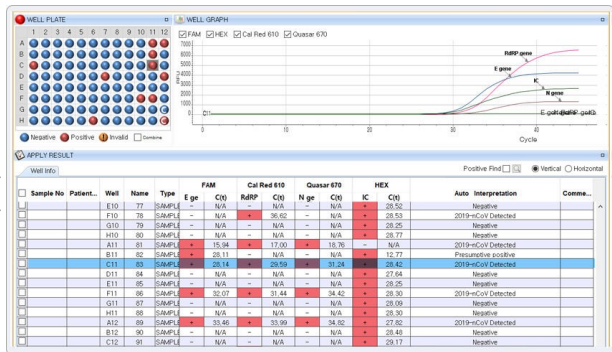 WELL PLATE
WELL GRAPH
1 2 3 4 5 6 7 8 9 10 11 12
A
B
C
D
E
F
G
H
Negative Positive Invalid Combine
FAM HEX Cal Red 610 Quasar 670
7000
6000
5000
4000
3000
2000
1000
0
RFU
RdRP gene
E gene
IC
N gene
C11
0 10 20 30 40
Cycle
APPLY RESULT
Well Info
Positive Find Vertical Horizontal
FAM Cal Red 610 Quasar 670 HEX
Sample No Patient... Well Name Type E ge C(t) RdRP C(t) N ge C(t) IC C(t) Auto Interpretation Comme...
E10 77 SAMPLE - N/A - N/A - N/A + 28,52 Negative
F10 78 SAMPLE - N/A + 36,62 - N/A + 28,53 2019-nCoV Detected
G10 79 SAMPLE - N/A - N/A - N/A + 28,25 Negative
H10 80 SAMPLE - N/A - N/A - N/A + 28,77 Negative
A11 81 SAMPLE + 15,94 + 17,00 + 18,76 - N/A 2019-nCoV Detected
B11 82 SAMPLE + 28,11 - N/A - N/A + 12,77 Presumptive positive
C11 83 SAMPLE + 28,14 + 29,59 + 31,24 + 28,42 2019-nCoV Detected
D11 84 SAMPLE - N/A - N/A - N/A + 27,64 Negative
E11 85 SAMPLE - N/A - N/A - N/A + 28,25 Negative
F11 86 SAMPLE + 32,07 + 31,44 + 34,42 + 28,30 2019-nCoV Detected
G11 87 SAMPLE - N/A - N/A - N/A + 28,09 Negative
H11 88 SAMPLE - N/A - N/A - N/A + 28,30 Negative
A12 89 SAMPLE + 33,46 + 33,99 + 34,82 + 27,82 2019-nCoV Detected
B12 90 SAMPLE - N/A - N/A - N/A + 28,48 Negative
C12 91 SAMPLE - N/A - N/A - N/A + 29,17 Negative